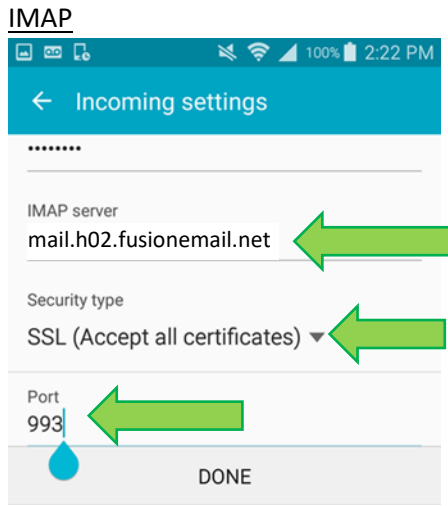 IMAP
100% 2:22 PM
Incoming settings
••••••••
IMAP server
mail.h02.fusionemail.net
Security type
SSL (Accept all certificates)
Port
993
DONE